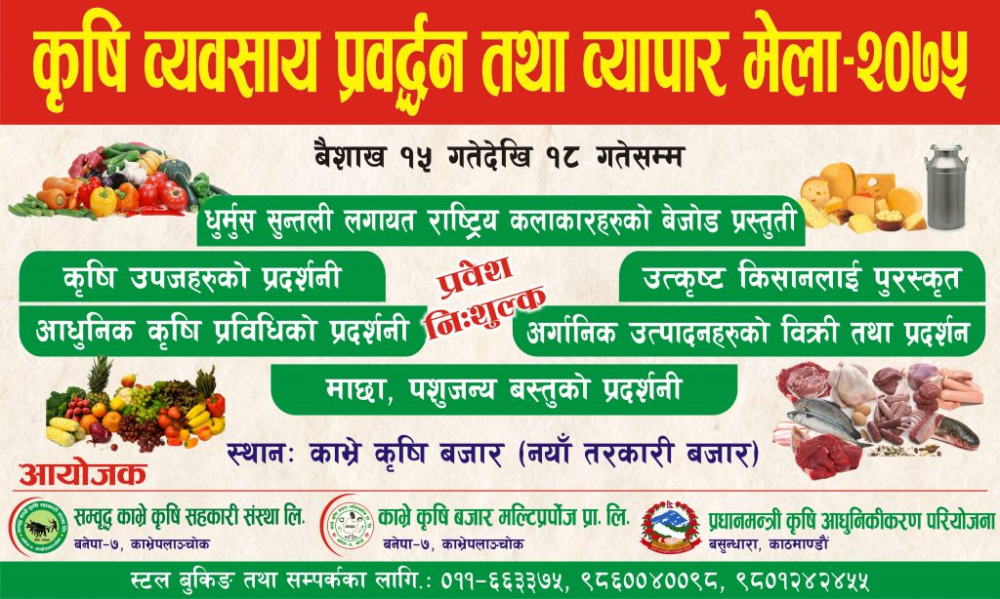 कृषि व्यवसाय प्रवर्द्धन तथा व्यापार मेला-२०७५
बैशाख १५ गतेदेखि १८ गतेसम्म
धुर्मुस सुन्तली लगायत राष्ट्रिय कलाकारहरुको बेजोड प्रस्तुती
कृषि उपजहरुको प्रदर्शनी
प्रवेश
निःशुल्क
उत्कृष्ट किसानलाई पुरस्कृत
आधुनिक कृषि प्रविधिको प्रदर्शनी
अर्गानिक उत्पादनहरुको विक्री तथा प्रदर्शन
माछा, पशुजन्य बस्तुको प्रदर्शनी
स्थानः काभ्रे कृषि बजार (नयाँ तरकारी बजार)
आयोजक
सम्वृद्ध काभ्रे कृषि सहकारी संस्था लि.
बनेपा-७, काभ्रेपलाञ्चोक
काभ्रे कृषि बजार मल्टिपर्पोज प्रा. लि.
बनेपा-७, काभ्रेपलाञ्चोक
प्रधानमन्त्री कृषि आधुनिकीकरण परियोजना
बसुन्धारा, काठमाण्डौं
स्टल बुकिङ तथा सम्पर्कका लागि.: ०११-६६३३७५, ९८६००४००९८, ९८०१२४२४५५